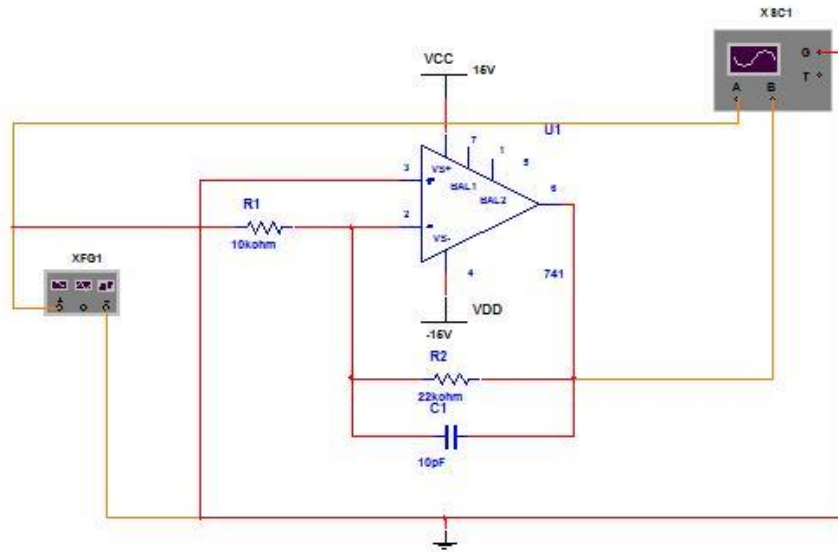 XSC1
G
T
A B
VCC
15V
U1
7
1
5
3
VS+
BAL1
BAL2
6
R1
2
10kohm
VS-
XFG1
4
741
VDD
-15V
R2
22kohm
C1
10pF